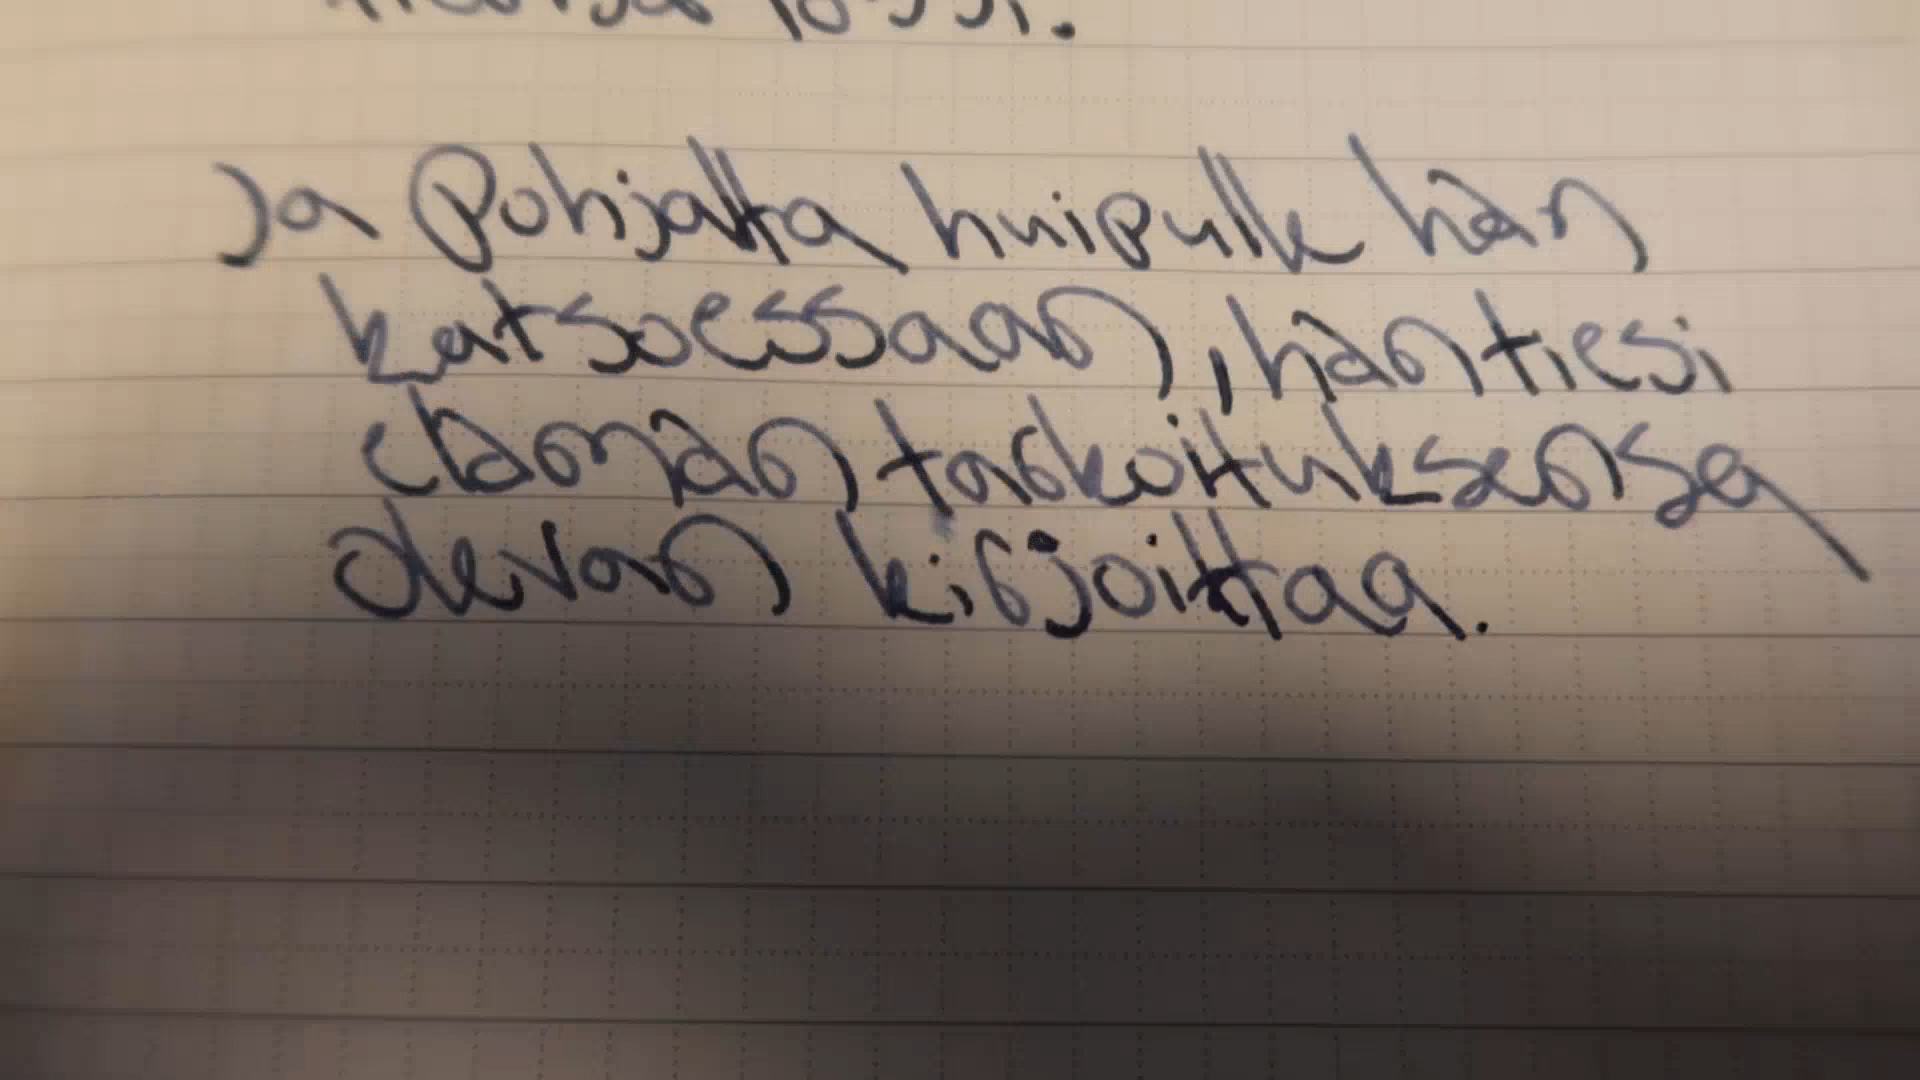 Ja Pohjalta huipulle hän
katsoessaan, hän tiesi
elämän tarkoituksensa
olevan kirjoittaa.